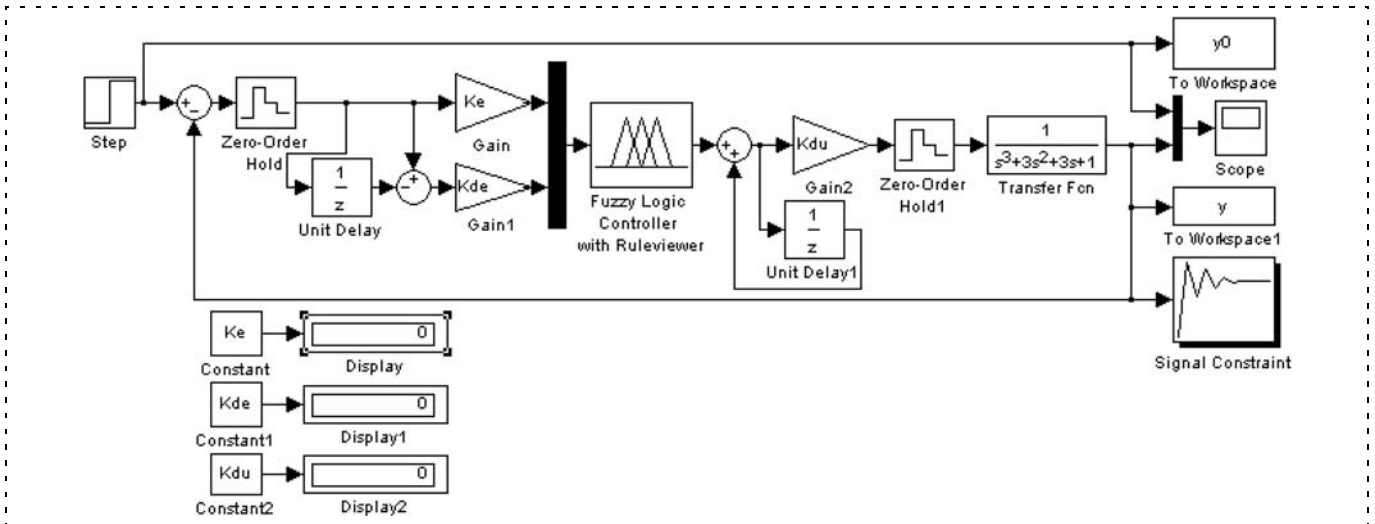 y0
To Workspace
Step
+
−
Zero-Order
Hold
Ke
Gain
1
z
Unit Delay
−
+
Kde
Gain1
Fuzzy Logic
Controller
with Ruleviewer
+
+
Kdu
Gain2
1
z
Unit Delay1
Zero-Order
Hold1
1
s3+3s2+3s+1
Transfer Fcn
Scope
y
To Workspace1
Signal Constraint
Ke
Constant
0
Display
Kde
Constant1
0
Display1
Kdu
Constant2
0
Display2